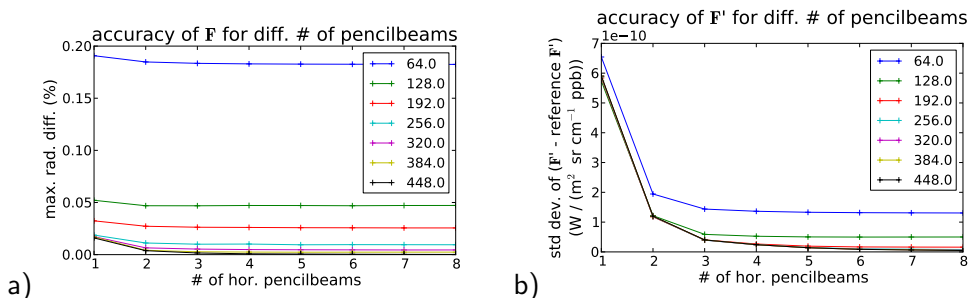 accuracy of F for diff. # of pencilbeams
max. rad. diff. (%)
0.20
0.15
0.10
0.05
0.00
1 2 3 4 5 6 7 8
# of hor. pencilbeams
64.0
128.0
192.0
256.0
320.0
384.0
448.0
a)
accuracy of F' for diff. # of pencilbeams
1e−10
std dev. of (F' - reference F')
(W / (m² sr cm⁻¹ ppb))
7
6
5
4
3
2
1
0
1 2 3 4 5 6 7 8
# of hor. pencilbeams
64.0
128.0
192.0
256.0
320.0
384.0
448.0
b)